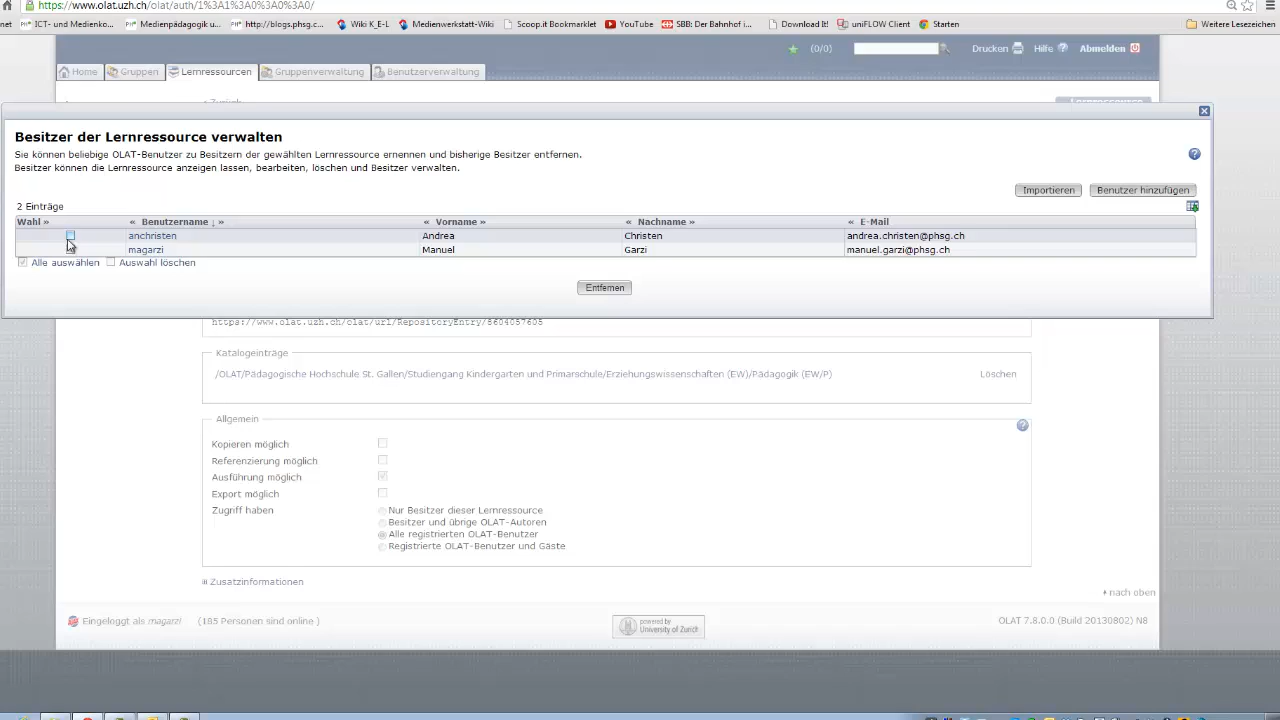 https://www.olat.uzh.ch/olat/auth/1%3A1%3A0%3A0%3A0/
net ICT- und Medienko... Medienpädagogik u... http://blogs.phsg.c... Wiki K_E-L Medienwerkstatt-Wiki Scoop.it Bookmarklet YouTube SBB: Der Bahnhof i... Download It! uniFLOW Client Starten Weitere Lesezeichen
(0/0) Drucken Hilfe Abmelden
Home Gruppen Lernressourcen Gruppenverwaltung Benutzerverwaltung
Zurück Lernressource
Besitzer der Lernressource verwalten
Sie können beliebige OLAT-Benutzer zu Besitzern der gewählten Lernressource ernennen und bisherige Besitzer entfernen.
Besitzer können die Lernressource anzeigen lassen, bearbeiten, löschen und Besitzer verwalten.
Importieren Benutzer hinzufügen
2 Einträge
Wahl » « Benutzername ↓ » « Vorname » « Nachname » « E-Mail
anchristen Andrea Christen andrea.christen@phsg.ch
magarzi Manuel Garzi manuel.garzi@phsg.ch
Alle auswählen Auswahl löschen
Entfernen
https://www.olat.uzh.ch/olat/url/RepositoryEntry/8604057605
Katalogeinträge
/OLAT/Pädagogische Hochschule St. Gallen/Studiengang Kindergarten und Primarschule/Erziehungswissenschaften (EW)/Pädagogik (EW/P) Löschen
Allgemein
Kopieren möglich
Referenzierung möglich
Ausführung möglich
Export möglich
Zugriff haben Nur Besitzer dieser Lernressource
Besitzer und übrige OLAT-Autoren
Alle registrierten OLAT-Benutzer
Registrierte OLAT-Benutzer und Gäste
Zusatzinformationen
nach oben
Eingeloggt als magarzi (185 Personen sind online ) powered by University of Zurich OLAT 7.8.0.0 (Build 20130802) N8